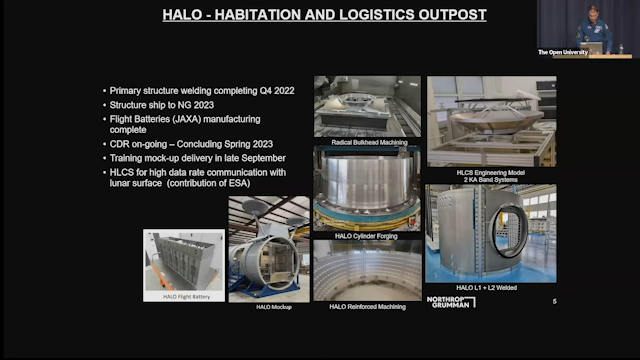 HALO - HABITATION AND LOGISTICS OUTPOST
The Open University
• Primary structure welding completing Q4 2022
• Structure ship to NG 2023
• Flight Batteries (JAXA) manufacturing
complete
• CDR on-going – Concluding Spring 2023
• Training mock-up delivery in late September
• HLCS for high data rate communication with
lunar surface (contribution of ESA)
Radical Bulkhead Machining
HLCS Engineering Model
2 KA Band Systems
HALO Cylinder Forging
HALO Flight Battery
HALO Mockup
HALO Reinforced Machining
HALO L1 + L2 Welded
NORTHROP
GRUMMAN
5